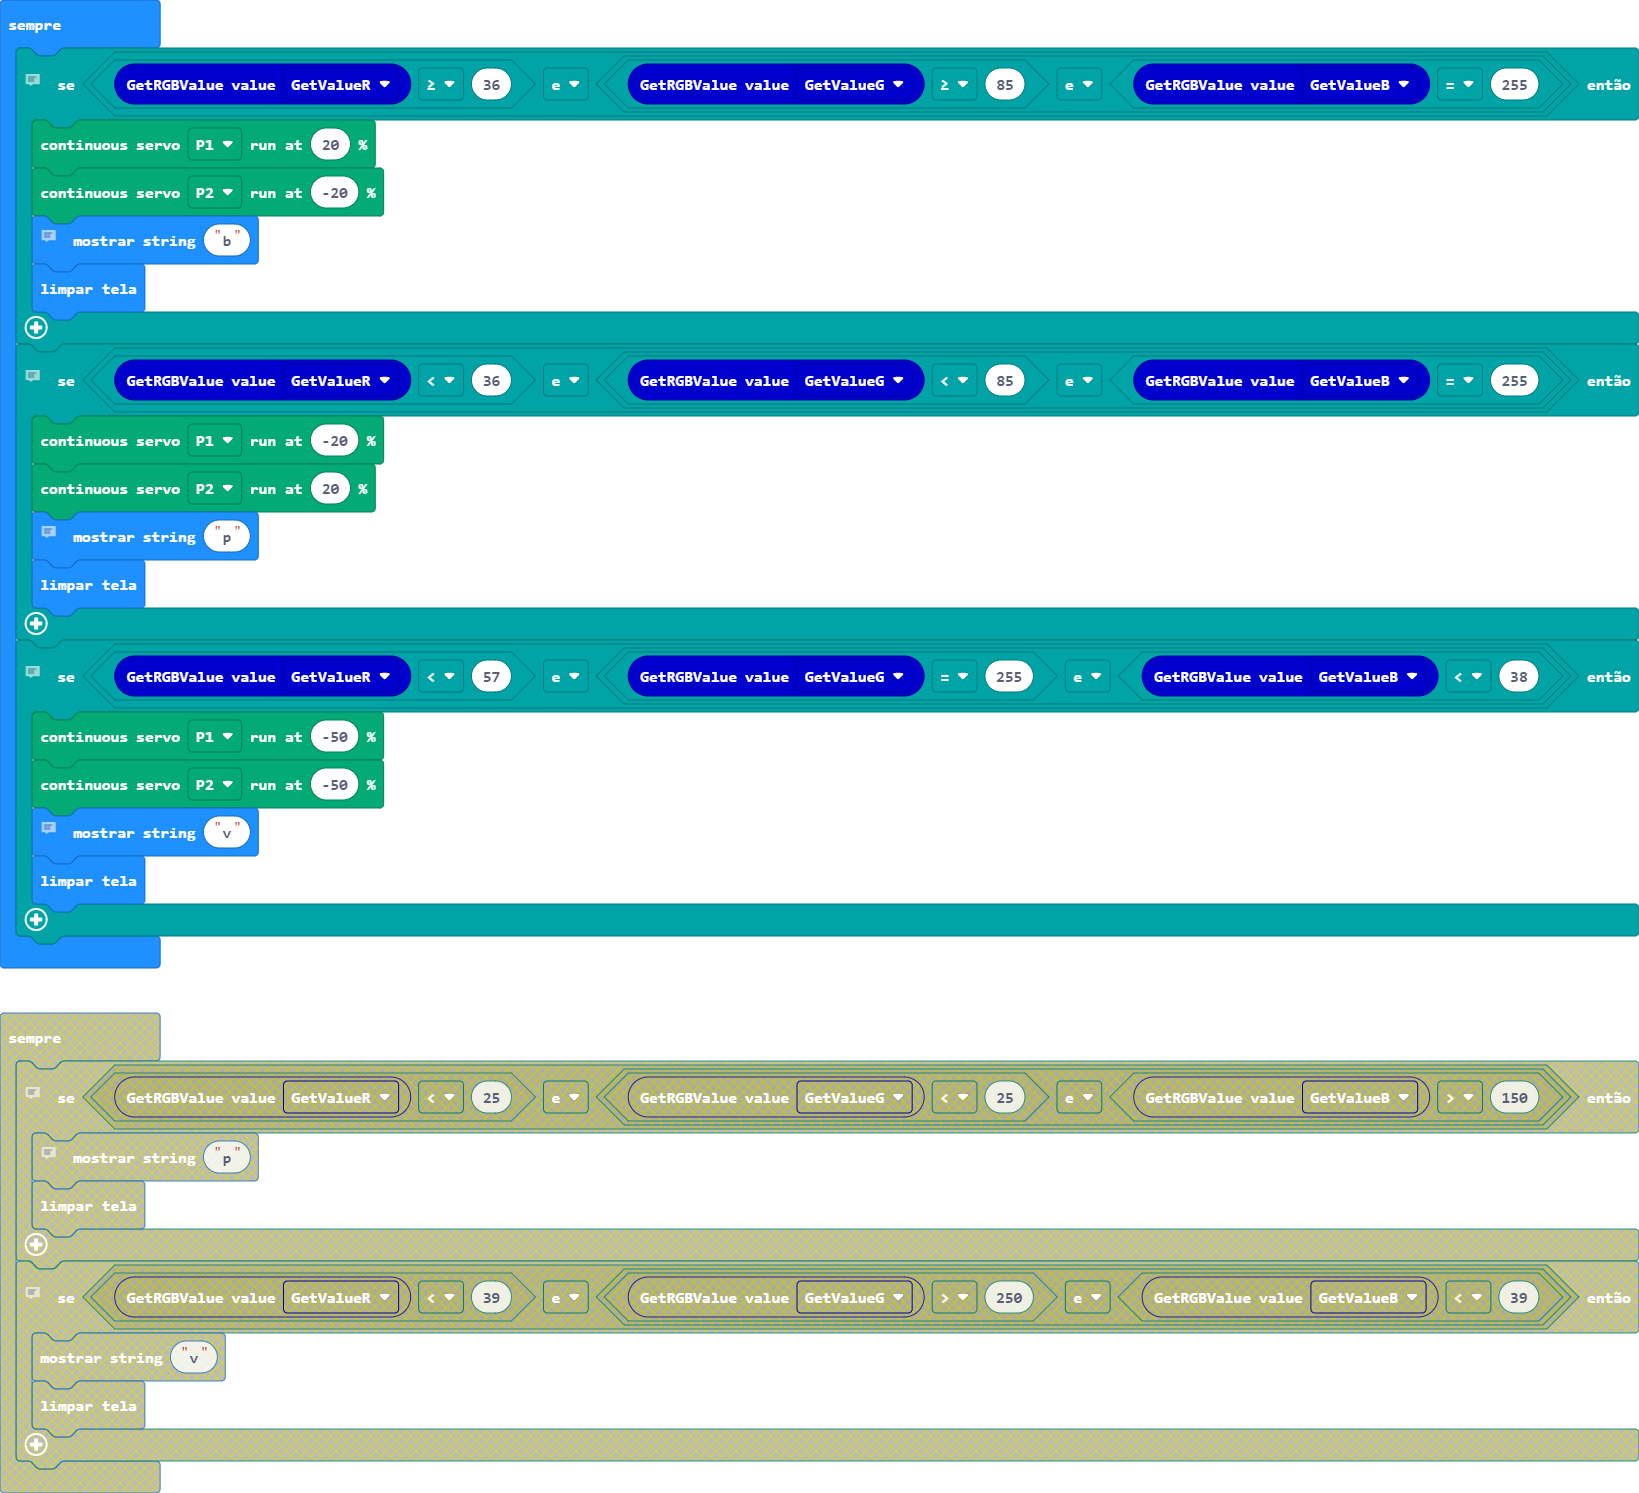 sempre
se GetRGBValue value GetValueR ≥ 36 e GetRGBValue value GetValueG ≥ 85 e GetRGBValue value GetValueB = 255 então
continuous servo P1 run at 20 %
continuous servo P2 run at -20 %
mostrar string "b"
limpar tela
se GetRGBValue value GetValueR < 36 e GetRGBValue value GetValueG < 85 e GetRGBValue value GetValueB = 255 então
continuous servo P1 run at -20 %
continuous servo P2 run at 20 %
mostrar string "p"
limpar tela
se GetRGBValue value GetValueR < 57 e GetRGBValue value GetValueG = 255 e GetRGBValue value GetValueB < 38 então
continuous servo P1 run at -50 %
continuous servo P2 run at -50 %
mostrar string "v"
limpar tela
sempre
se GetRGBValue value GetValueR < 25 e GetRGBValue value GetValueG < 25 e GetRGBValue value GetValueB > 150 então
mostrar string "p"
limpar tela
se GetRGBValue value GetValueR < 39 e GetRGBValue value GetValueG > 250 e GetRGBValue value GetValueB < 39 então
mostrar string "v"
limpar tela